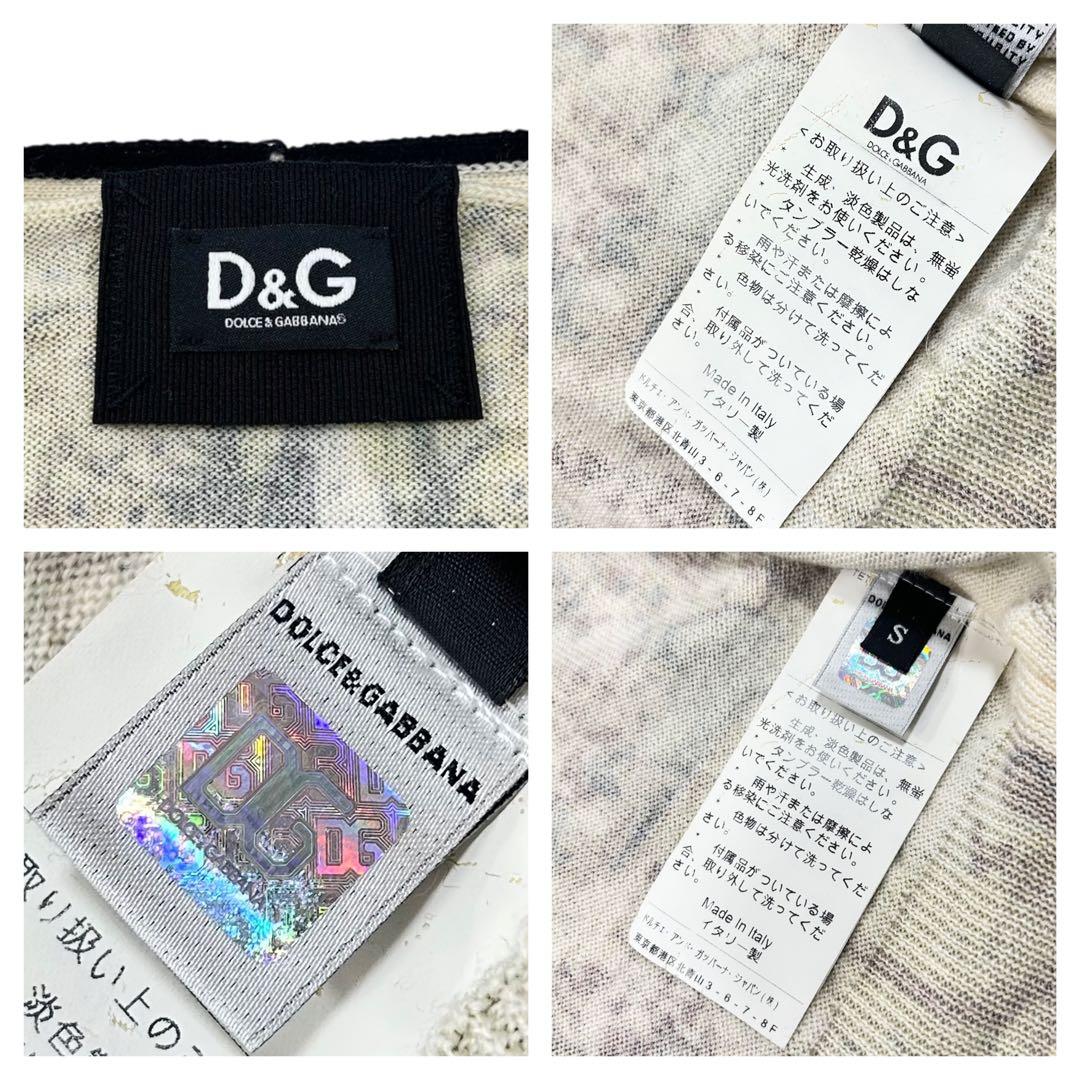 D&G
DOLCE & GABBANA
S
D&G
DOLCE & GABBANA
<お取り扱い上のご注意>
・ 生成、淡色製品は、無蛍
光洗剤をお使いください。
・ タンブラー乾燥はしな
いでください。
・ 雨や汗または摩擦によ
る移染にご注意ください。
・ 色物は分けて洗ってくだ
さい。
・ 付属品がついている場
合、取り外して洗ってくだ
さい。
Made in Italy
イタリー製
ドルチェ・アンド・ガッバーナ・ジャパン(株)
東京都港区北青山3-6-7-8F
DOLCE&GABBANA
DG
DOLCE&GABBANA
取り扱い上の
淡色
S
<お取り扱い上のご注意>
・ 生成、淡色製品は、無蛍
光洗剤をお使いください。
・ タンブラー乾燥はしな
いでください。
・ 雨や汗または摩擦によ
る移染にご注意ください。
・ 色物は分けて洗ってくだ
さい。
・ 付属品がついている場
合、取り外して洗ってくだ
さい。
Made in Italy
イタリー製
ドルチェ・アンド・ガッバーナ・ジャパン(株)
東京都港区北青山3-6-7-8F